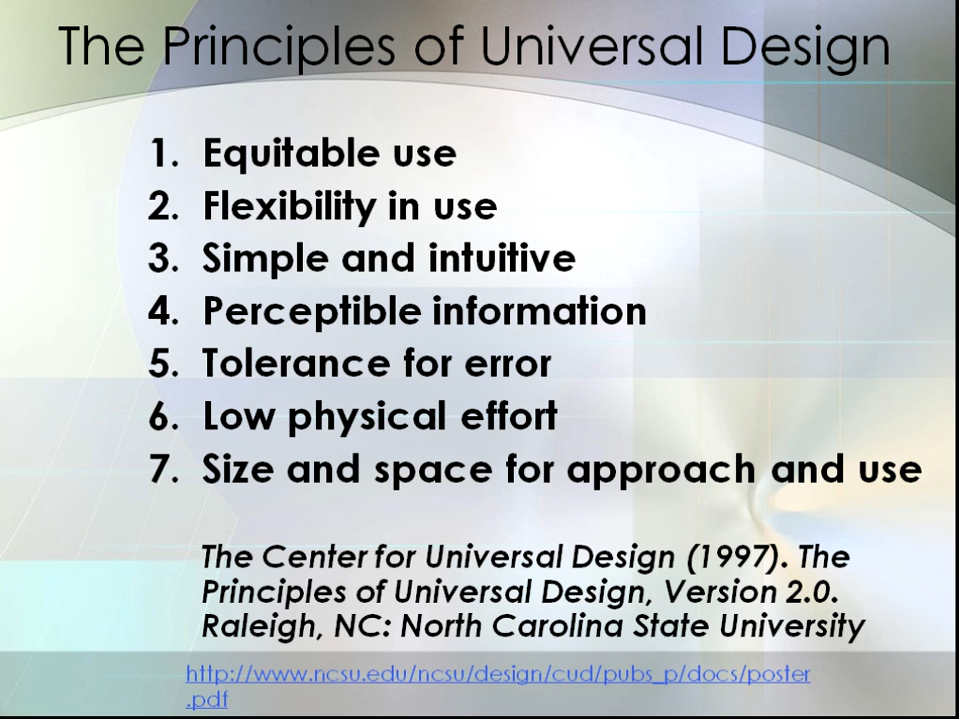 The Principles of Universal Design
1. Equitable use
2. Flexibility in use
3. Simple and intuitive
4. Perceptible information
5. Tolerance for error
6. Low physical effort
7. Size and space for approach and use
The Center for Universal Design (1997). The
Principles of Universal Design, Version 2.0.
Raleigh, NC: North Carolina State University
http://www.ncsu.edu/ncsu/design/cud/pubs_p/docs/poster
.pdf